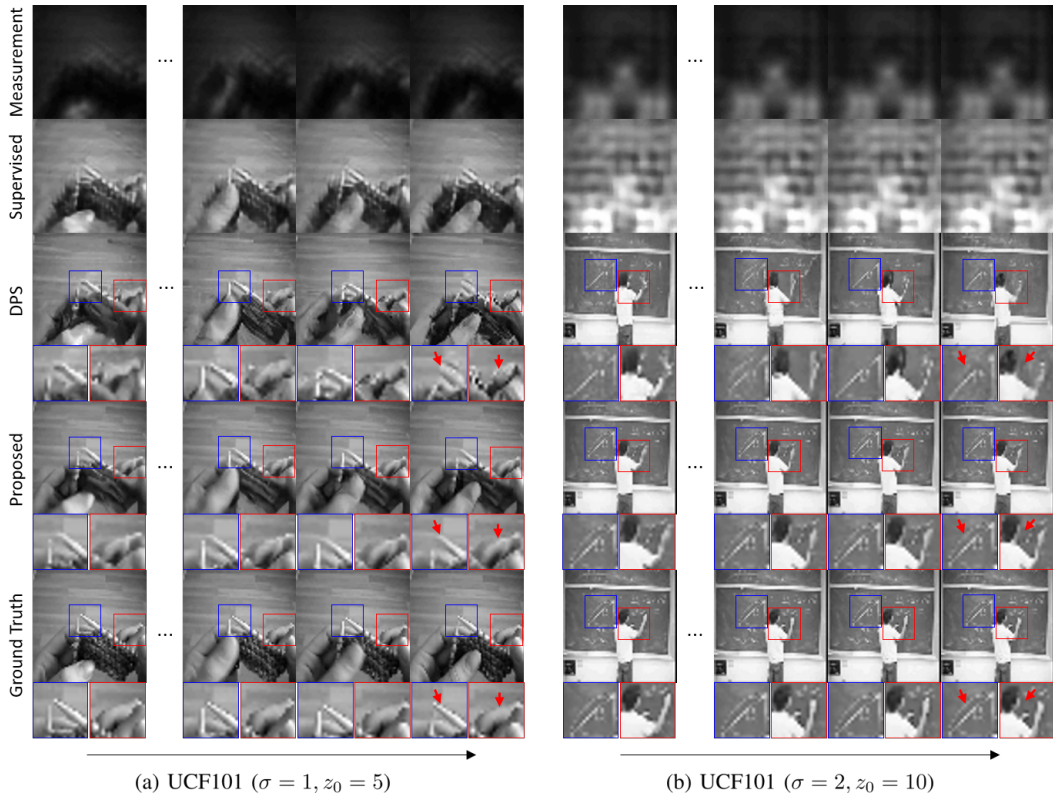 Measurement
... ...
Supervised
DPS
... ...
Proposed
... ...
Ground Truth
... ...
(a) UCF101 (σ = 1, z₀ = 5)
(b) UCF101 (σ = 2, z₀ = 10)